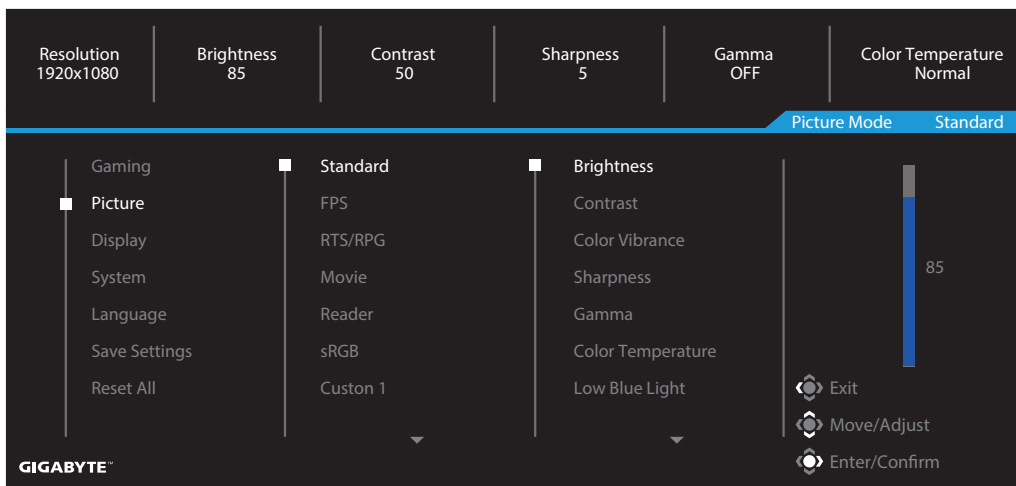 Resolution
1920x1080
Brightness
85
Contrast
50
Sharpness
5
Gamma
OFF
Color Temperature
Normal
Picture Mode Standard
Gaming
Picture
Display
System
Language
Save Settings
Reset All
Standard
FPS
RTS/RPG
Movie
Reader
sRGB
Custon 1
Brightness
Contrast
Color Vibrance
Sharpness
Gamma
Color Temperature
Low Blue Light
85
Exit
Move/Adjust
Enter/Confirm
GIGABYTE™